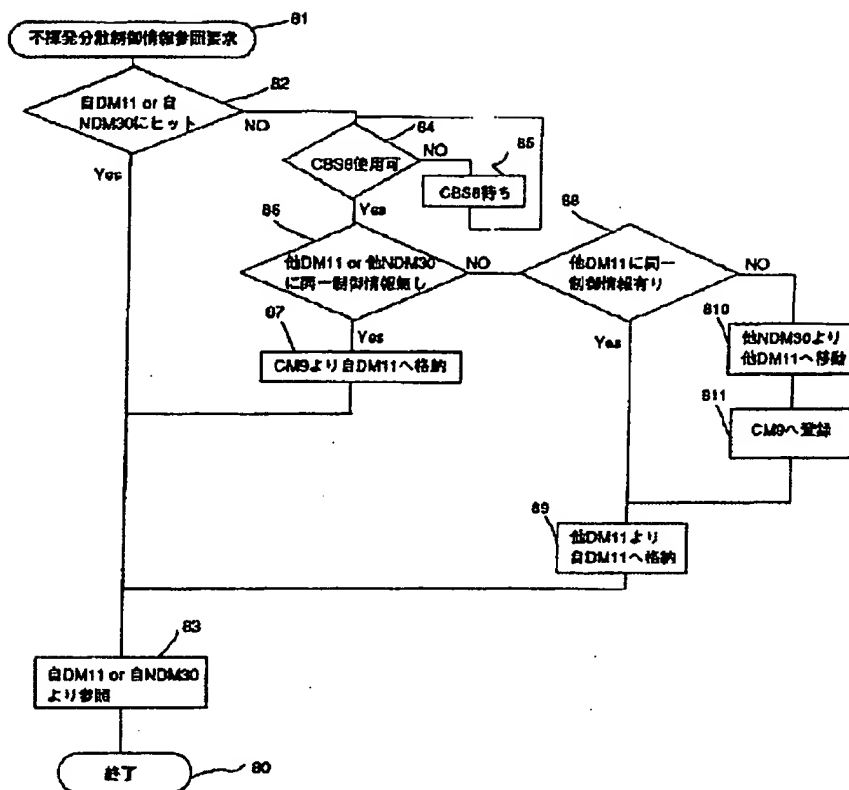 81
不揮発分散制御情報参照要求
82
自DM11 or 自
NDM30にヒット
NO
Yes
84
CBS8使用可
NO
85
CBS8待ち
Yes
86
他DM11 or 他NDM30
に同一制御情報無し
NO
88
他DM11に同一
制御情報有り
NO
87
Yes
CM9より自DM11へ格納
Yes
810
他NDM30より
他DM11へ移動
811
CM9へ登録
89
他DM11より
自DM11へ格納
83
自DM11 or 自NDM30
より参照
終了
80